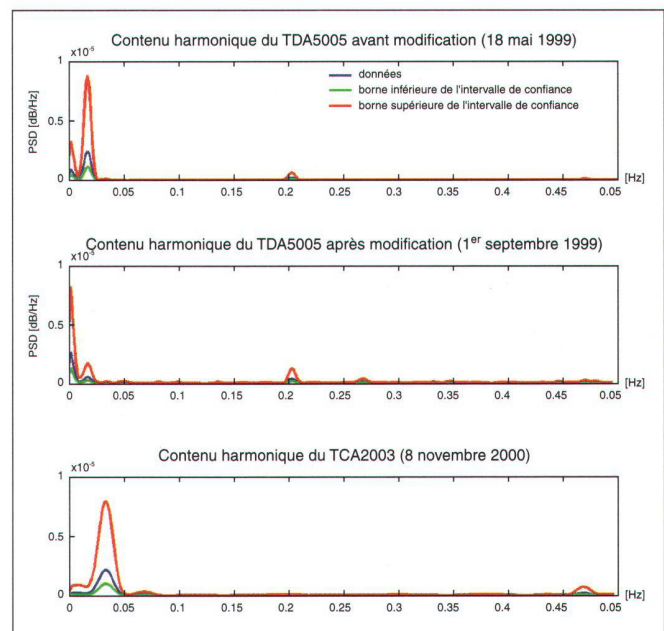 Contenu harmonique du TDA5005 avant modification (18 mai 1999)
x10⁻⁵
1
0.5
0
PSD [dB/Hz]
données
borne inférieure de l'intervalle de confiance
borne supérieure de l'intervalle de confiance
0 0.05 0.1 0.15 0.2 0.25 0.3 0.35 0.4 0.45 0.05 [Hz]
Contenu harmonique du TDA5005 après modification (1er septembre 1999)
x10⁻⁵
1
0.5
0
PSD [dB/Hz]
0 0.05 0.1 0.15 0.2 0.25 0.3 0.35 0.4 0.45 0.05 [Hz]
Contenu harmonique du TCA2003 (8 novembre 2000)
x10⁻⁵
1
0.5
0
0 0.05 0.1 0.15 0.2 0.25 0.3 0.35 0.4 0.45 0.05 [Hz]